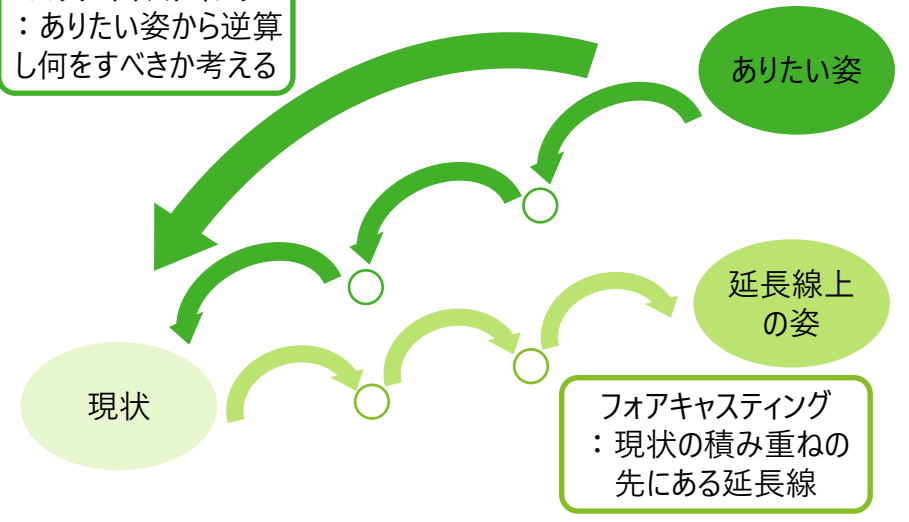 ：ありたい姿から逆算
し何をすべきか考える
ありたい姿
延長線上
の姿
現状
フォアキャスティング
：現状の積み重ねの
先にある延長線